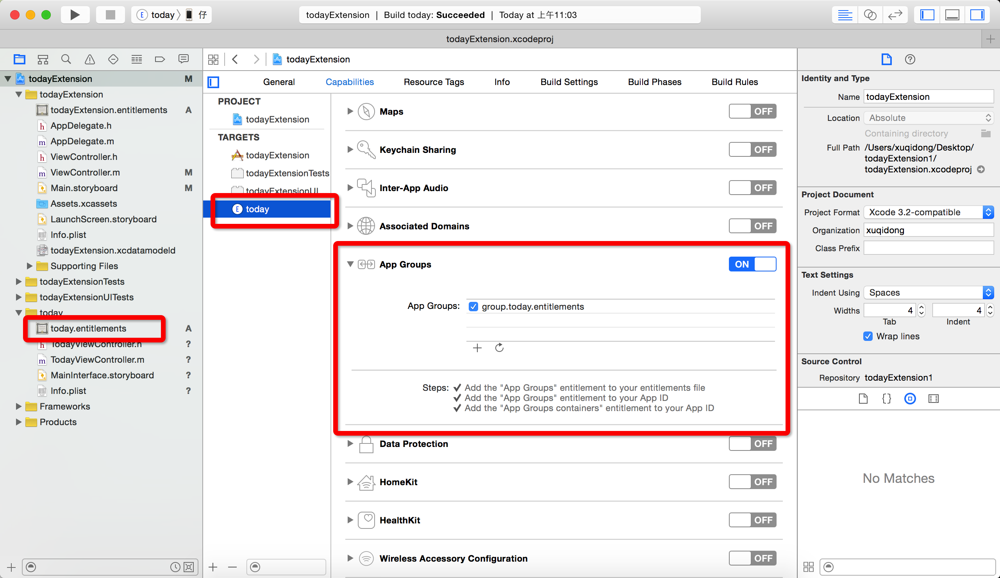 today 仔
todayExtension | Build today: Succeeded | Today at 上午11:03
todayExtension.xcodeproj
todayExtension M
todayExtension
todayExtension.entitlements A
AppDelegate.h
AppDelegate.m
ViewController.h
ViewController.m M
Main.storyboard M
Assets.xcassets
LaunchScreen.storyboard
Info.plist
todayExtension.xcdatamodeld
Supporting Files
todayExtensionTests
todayExtensionUITests
today
today.entitlements A
TodayViewController.h ?
TodayViewController.m ?
MainInterface.storyboard ?
Info.plist ?
Frameworks
Products
todayExtension
General Capabilities Resource Tags Info Build Settings Build Phases Build Rules
PROJECT
todayExtension
TARGETS
todayExtension
todayExtensionTests
todayExtensionUI
today
Maps OFF
Keychain Sharing OFF
Inter-App Audio OFF
Associated Domains OFF
App Groups ON
App Groups: group.today.entitlements
Steps: ✓ Add the "App Groups" entitlement to your entitlements file
✓ Add the "App Groups" entitlement to your App ID
✓ Add the "App Groups containers" entitlement to your App ID
Data Protection OFF
HomeKit OFF
HealthKit OFF
Wireless Accessory Configuration OFF
Identity and Type
Name todayExtension
Location Absolute
Containing directory
Full Path /Users/xuqidong/Desktop/
todayExtension1/
todayExtension.xcodeproj
Project Document
Project Format Xcode 3.2-compatible
Organization xuqidong
Class Prefix
Text Settings
Indent Using Spaces
Widths 4 4
Tab Indent
Wrap lines
Source Control
Repository todayExtension1
No Matches